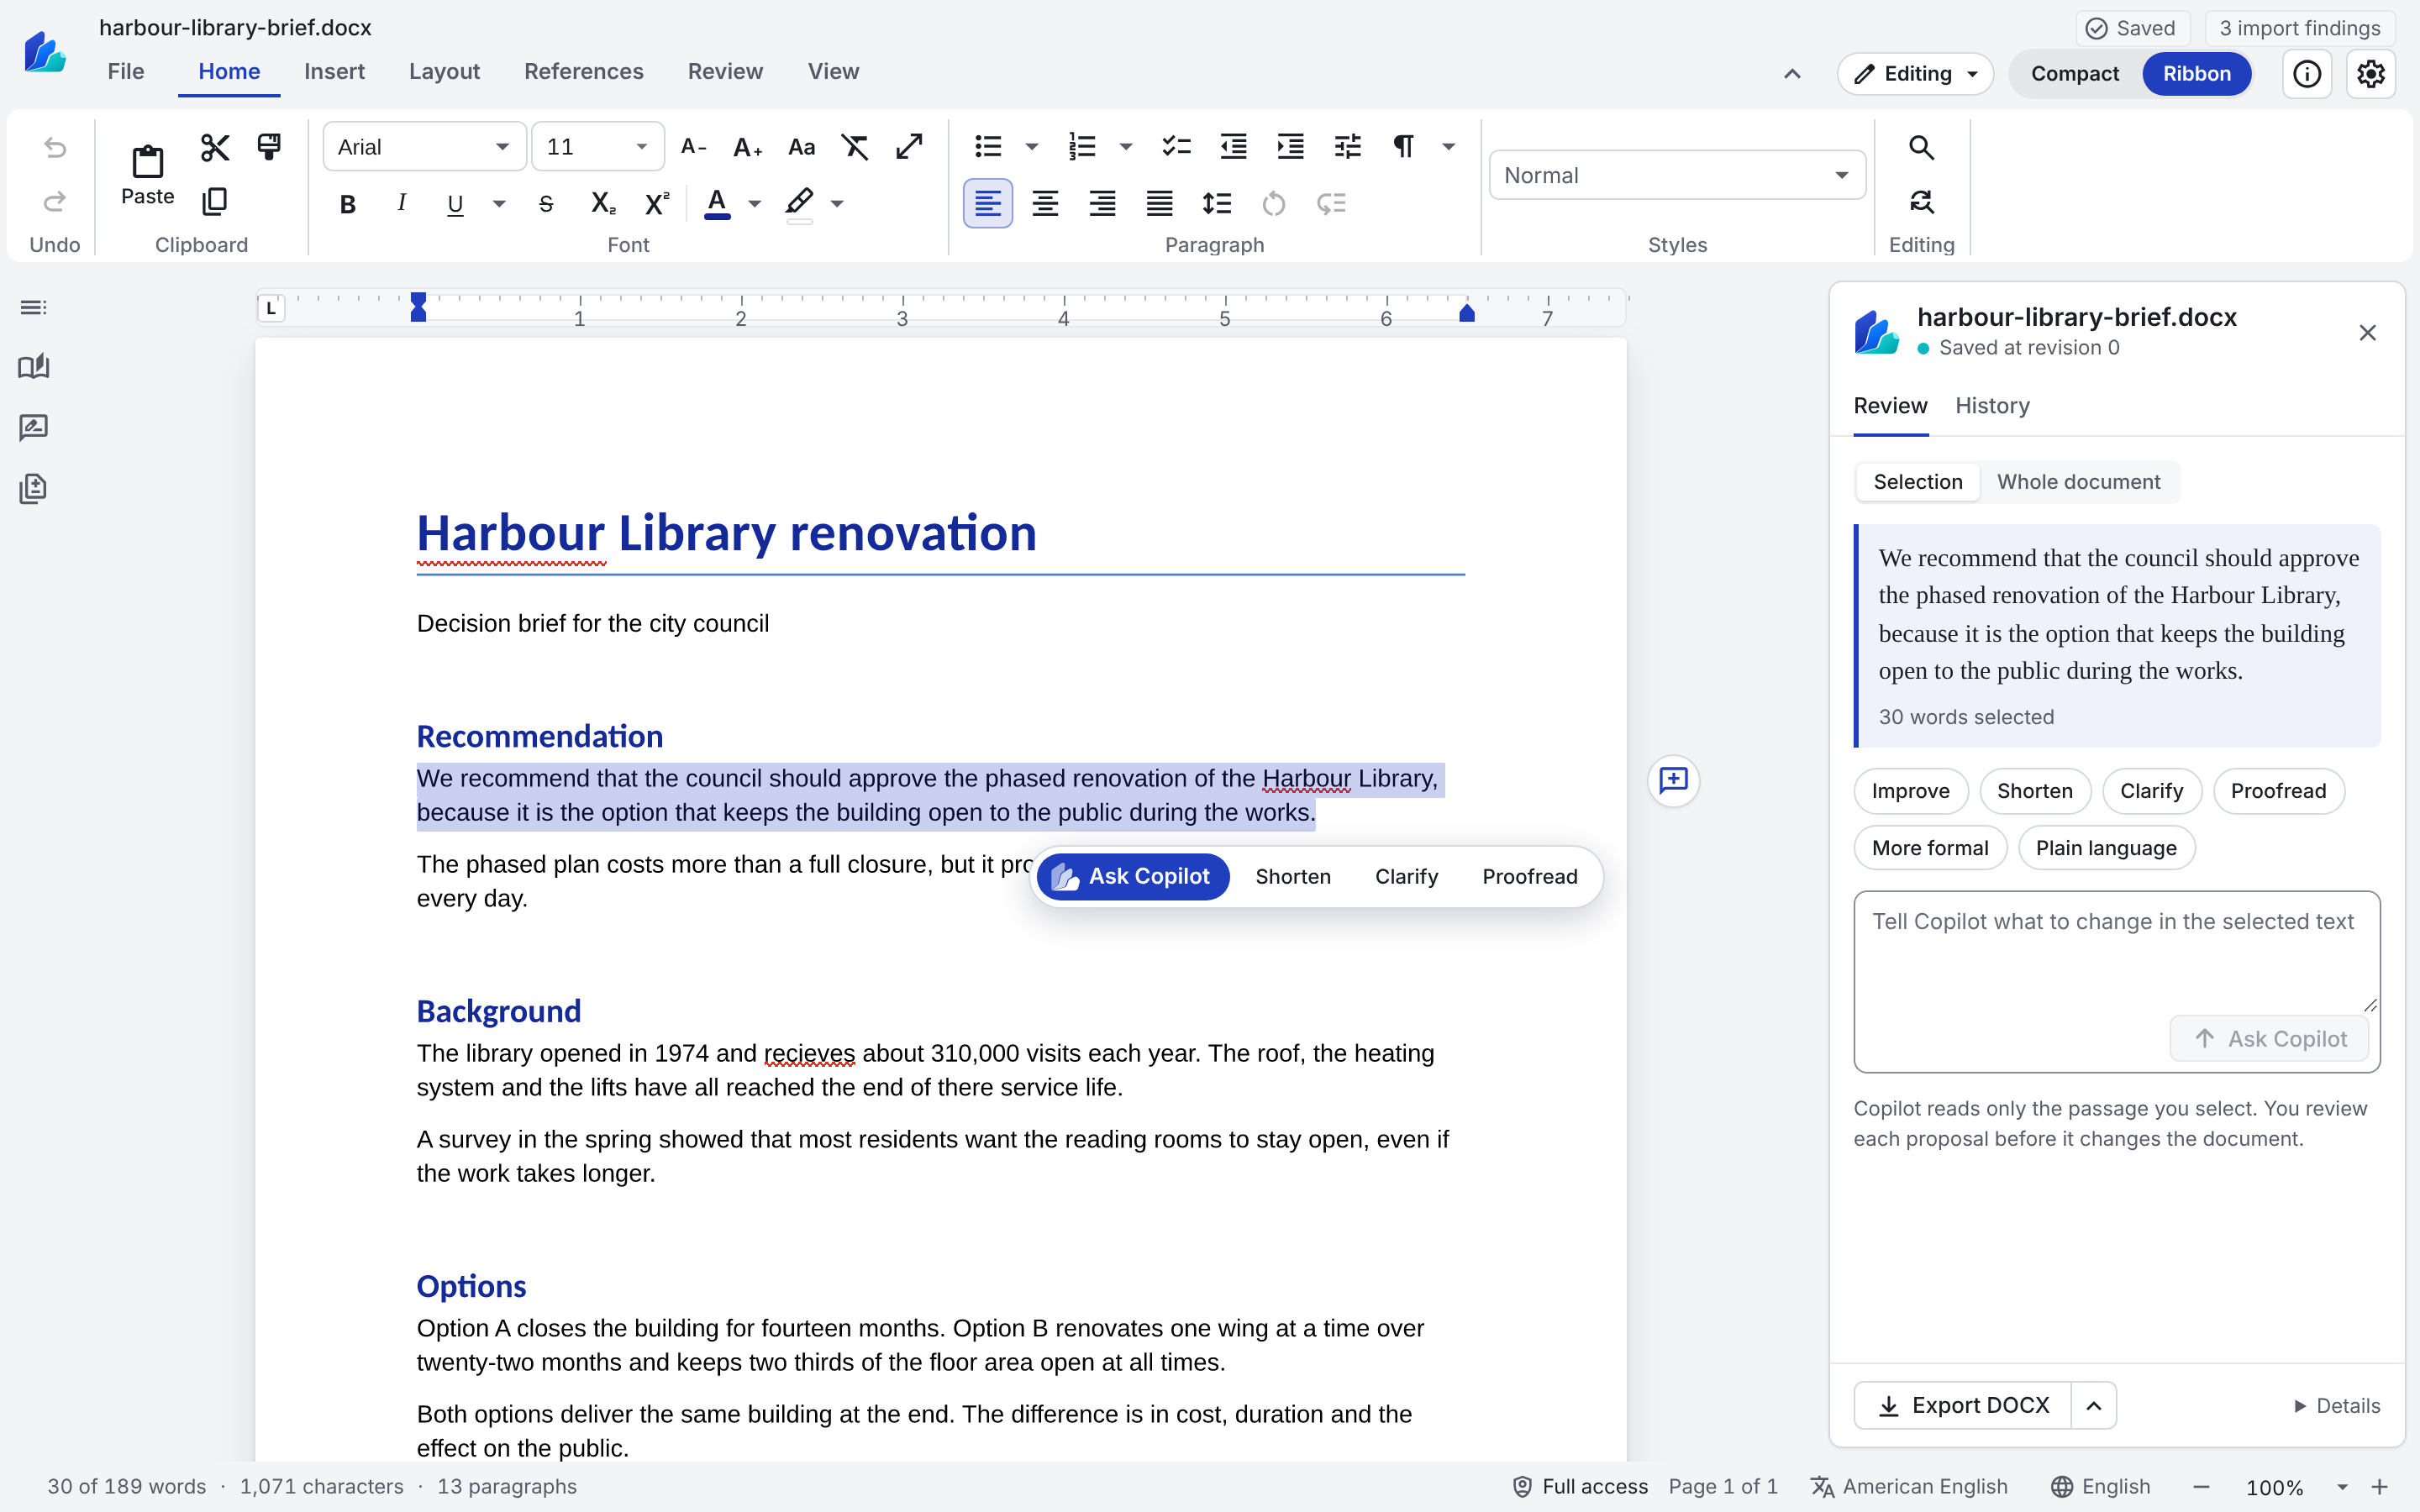 harbour-library-brief.docx
Saved
3 import findings
File Home Insert Layout References Review View
Editing
Compact Ribbon
Arial
11
Aa
Paste
Normal
Undo
Clipboard
Font
Paragraph
Styles
Editing
L
1 2 3 4 5 6 7
Harbour Library renovation
Decision brief for the city council
Recommendation
We recommend that the council should approve the phased renovation of the Harbour Library,
because it is the option that keeps the building open to the public during the works.
The phased plan costs more than a full closure, but it pro
every day.
Ask Copilot Shorten Clarify Proofread
Background
The library opened in 1974 and recieves about 310,000 visits each year. The roof, the heating
system and the lifts have all reached the end of there service life.
A survey in the spring showed that most residents want the reading rooms to stay open, even if
the work takes longer.
Options
Option A closes the building for fourteen months. Option B renovates one wing at a time over
twenty-two months and keeps two thirds of the floor area open at all times.
Both options deliver the same building at the end. The difference is in cost, duration and the
effect on the public.
harbour-library-brief.docx
Saved at revision 0
Review History
Selection Whole document
We recommend that the council should approve
the phased renovation of the Harbour Library,
because it is the option that keeps the building
open to the public during the works.
30 words selected
Improve Shorten Clarify Proofread
More formal Plain language
Tell Copilot what to change in the selected text
Ask Copilot
Copilot reads only the passage you select. You review
each proposal before it changes the document.
Export DOCX
Details
30 of 189 words · 1,071 characters · 13 paragraphs
Full access Page 1 of 1 American English English 100%